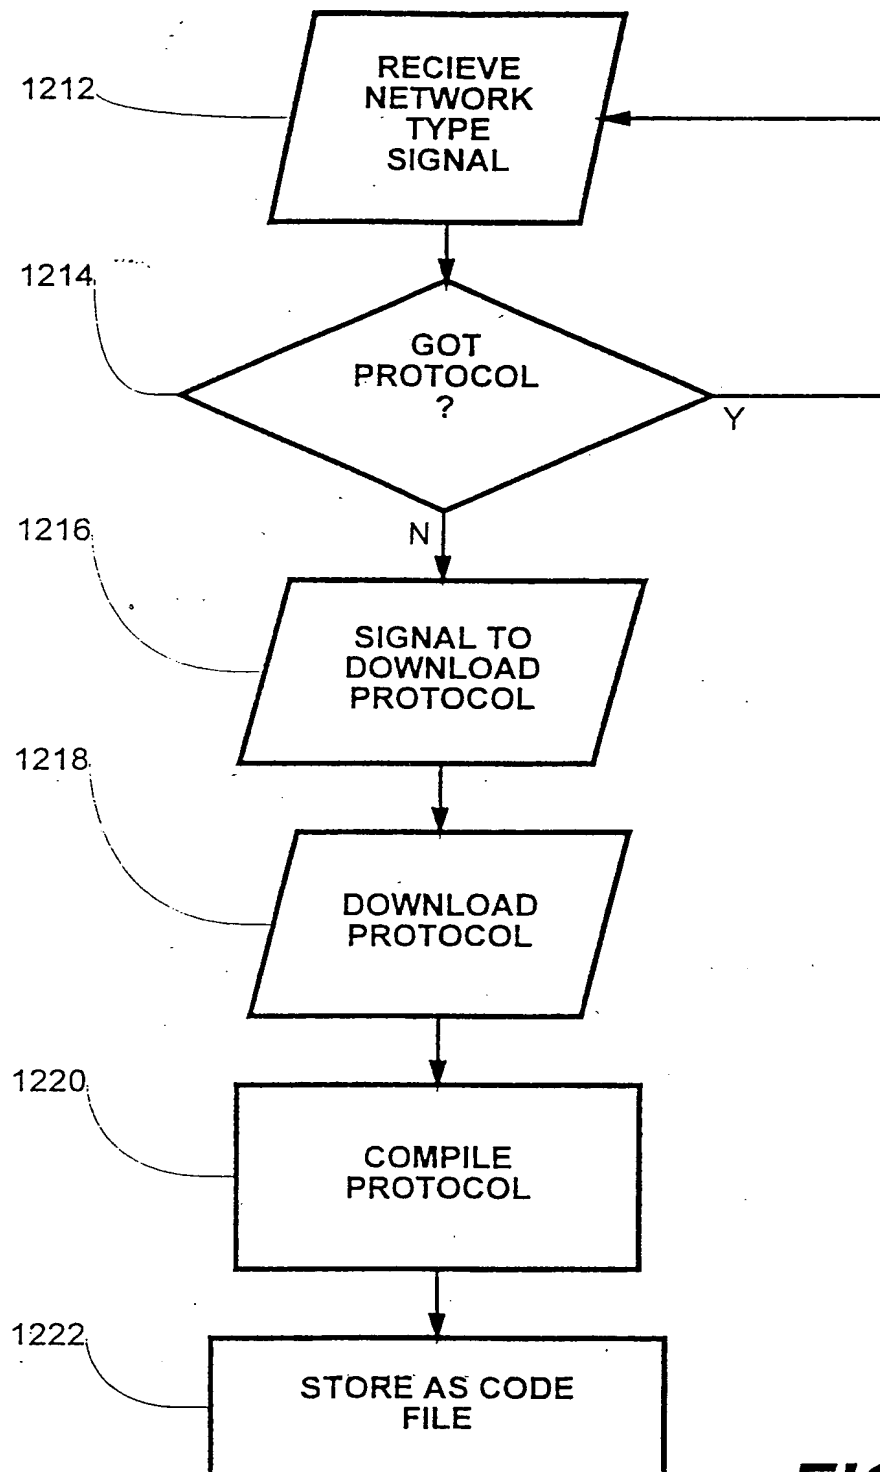 1212
RECIEVE
NETWORK
TYPE
SIGNAL
1214
GOT
PROTOCOL
?
Y
N
1216
SIGNAL TO
DOWNLOAD
PROTOCOL
1218
DOWNLOAD
PROTOCOL
1220
COMPILE
PROTOCOL
1222
STORE AS CODE
FILE